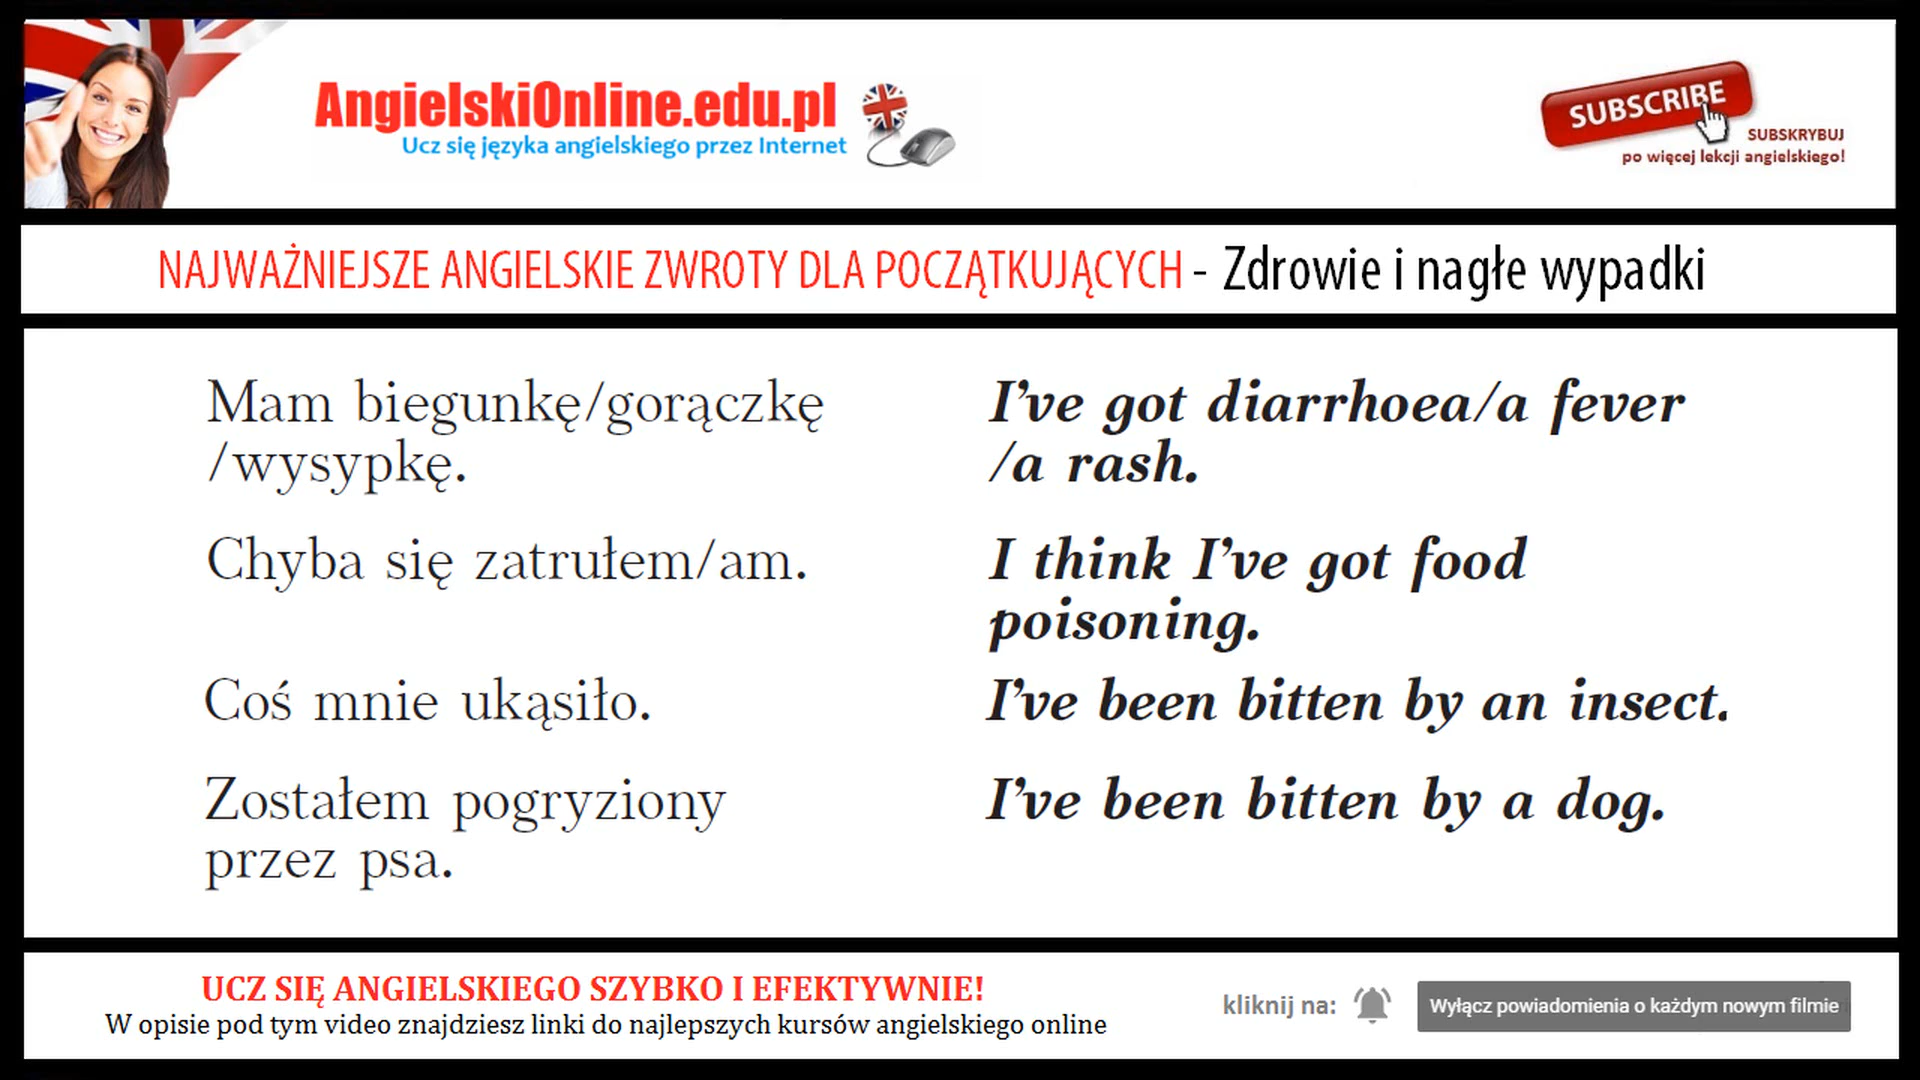 AngielskiOnline.edu.pl
Ucz się języka angielskiego przez Internet
SUBSCRIBE
SUBSKRYBUJ
po więcej lekcji angielskiego!
NAJWAŻNIEJSZE ANGIELSKIE ZWROTY DLA POCZĄTKUJĄCYCH - Zdrowie i nagłe wypadki
Mam biegunkę/gorączkę
/wysypkę.
I've got diarrhoea/a fever
/a rash.
Chyba się zatrułem/am.
I think I've got food
poisoning.
Coś mnie ukąsiło.
I've been bitten by an insect.
Zostałem pogryziony
przez psa.
I've been bitten by a dog.
UCZ SIĘ ANGIELSKIEGO SZYBKO I EFEKTYWNIE!
W opisie pod tym video znajdziesz linki do najlepszych kursów angielskiego online
kliknij na:
Wyłącz powiadomienia o każdym nowym filmie